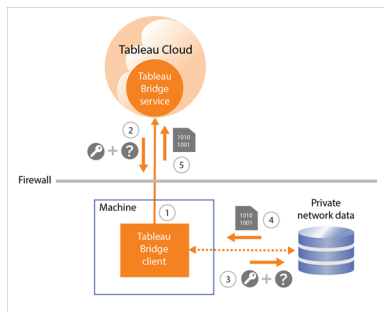 Tableau Cloud
Tableau
Bridge
service
2
1010
1001
+ ?
5
Firewall
Machine
1
1010
1001
4
Private
network data
Tableau
Bridge
client
3
+ ?